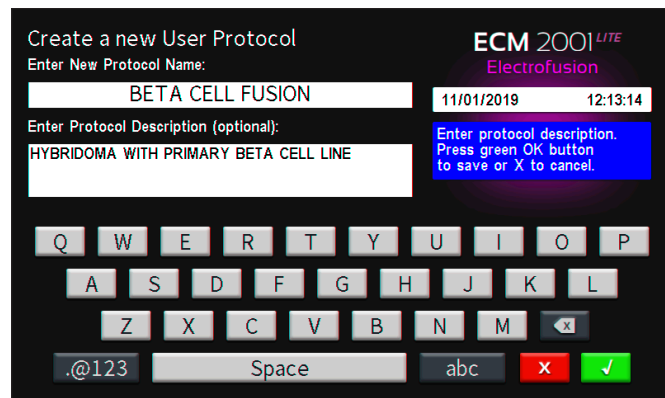 Create a new User Protocol
Enter New Protocol Name:
BETA CELL FUSION
Enter Protocol Description (optional):
HYBRIDOMA WITH PRIMARY BETA CELL LINE
ECM 2001 LITE
Electrofusion
11/01/2019 12:13:14
Enter protocol description.
Press green OK button
to save or X to cancel.
Q W E R T Y U I O P
A S D F G H J K L
Z X C V B N M X
.@123 Space abc X √